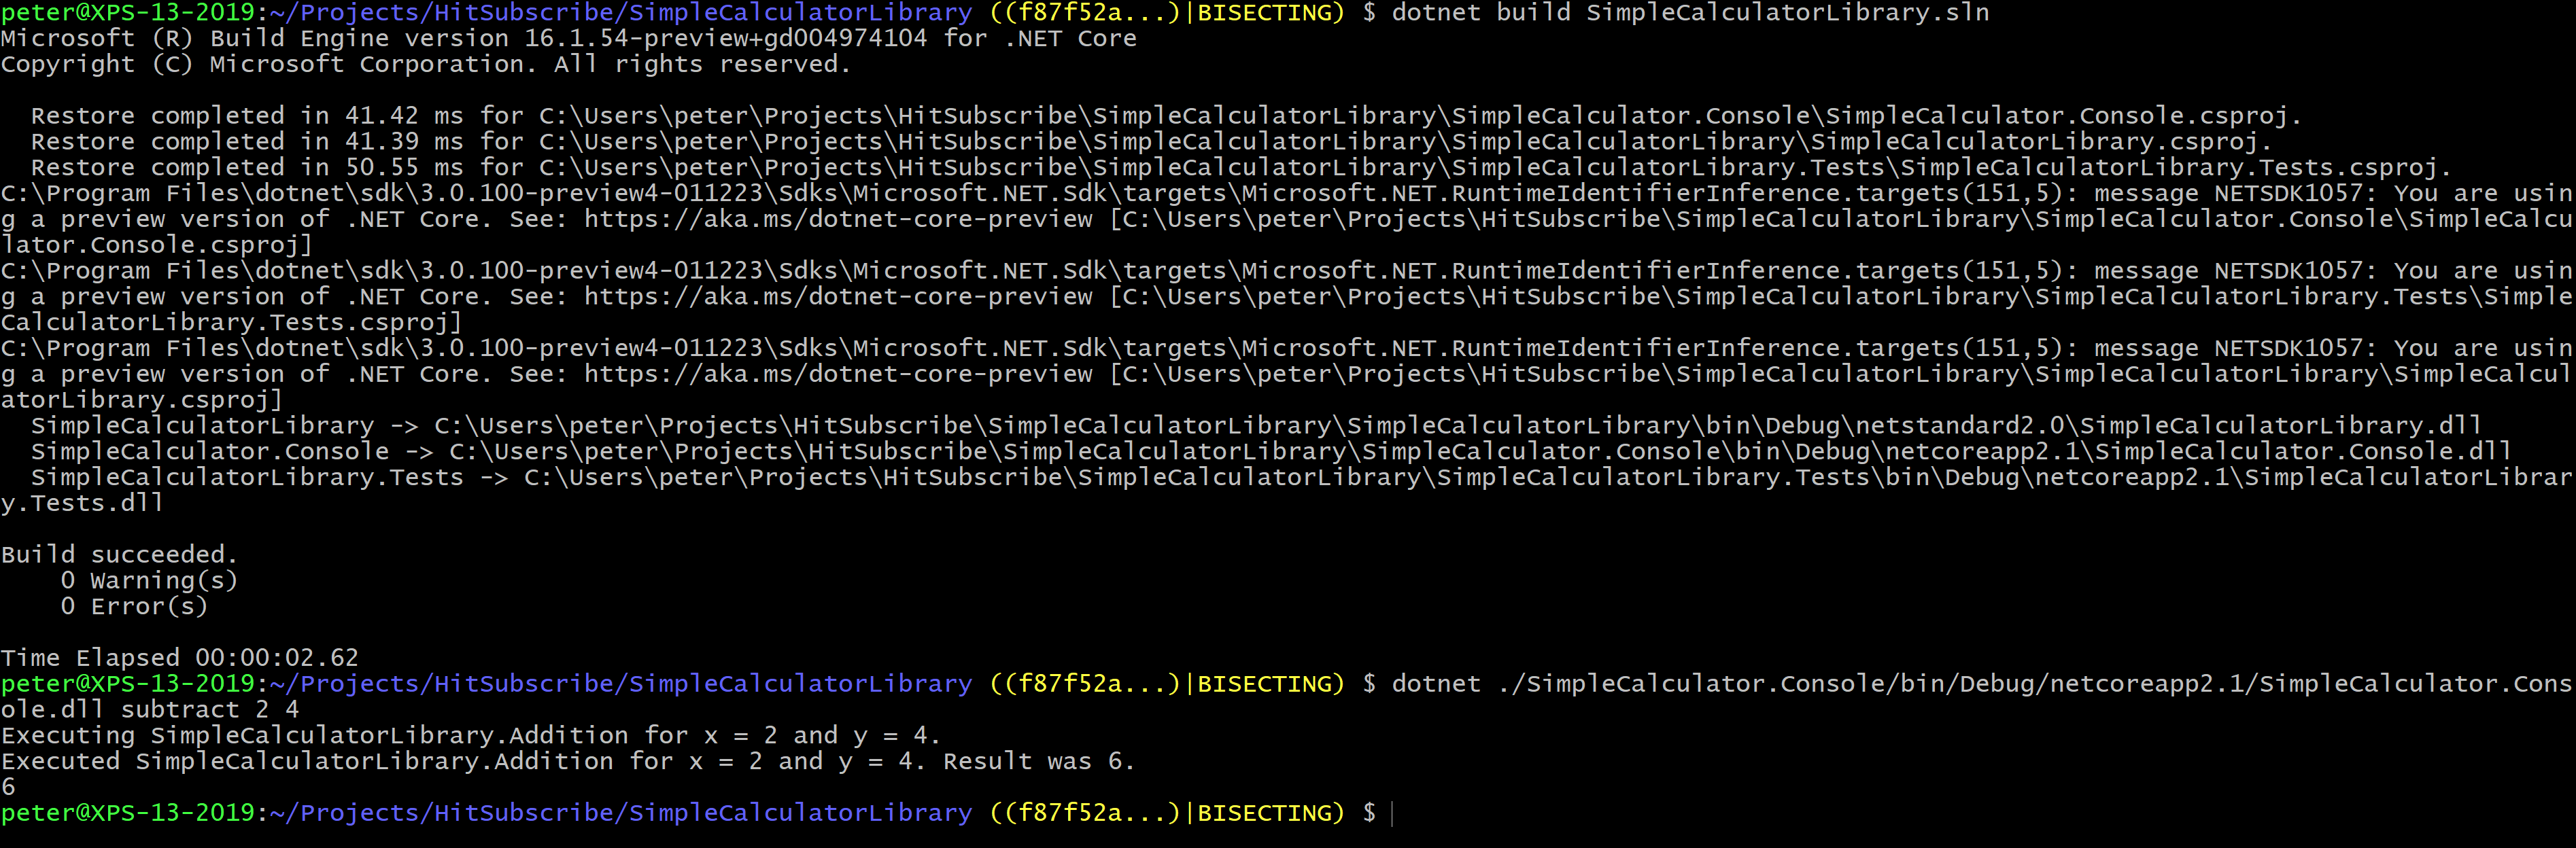 peter@XPS-13-2019:~/Projects/HitSubscribe/SimpleCalculatorLibrary ((f87f52a...)|BISECTING) $ dotnet build SimpleCalculatorLibrary.sln
Microsoft (R) Build Engine version 16.1.54-preview+gd004974104 for .NET Core
Copyright (C) Microsoft Corporation. All rights reserved.

  Restore completed in 41.42 ms for C:\Users\peter\Projects\HitSubscribe\SimpleCalculatorLibrary\SimpleCalculator.Console\SimpleCalculator.Console.csproj.
  Restore completed in 41.39 ms for C:\Users\peter\Projects\HitSubscribe\SimpleCalculatorLibrary\SimpleCalculatorLibrary\SimpleCalculatorLibrary.csproj.
  Restore completed in 50.55 ms for C:\Users\peter\Projects\HitSubscribe\SimpleCalculatorLibrary\SimpleCalculatorLibrary.Tests\SimpleCalculatorLibrary.Tests.csproj.
C:\Program Files\dotnet\sdk\3.0.100-preview4-011223\Sdks\Microsoft.NET.Sdk\targets\Microsoft.NET.RuntimeIdentifierInference.targets(151,5): message NETSDK1057: You are usin
g a preview version of .NET Core. See: https://aka.ms/dotnet-core-preview [C:\Users\peter\Projects\HitSubscribe\SimpleCalculatorLibrary\SimpleCalculator.Console\SimpleCalcu
lator.Console.csproj]
C:\Program Files\dotnet\sdk\3.0.100-preview4-011223\Sdks\Microsoft.NET.Sdk\targets\Microsoft.NET.RuntimeIdentifierInference.targets(151,5): message NETSDK1057: You are usin
g a preview version of .NET Core. See: https://aka.ms/dotnet-core-preview [C:\Users\peter\Projects\HitSubscribe\SimpleCalculatorLibrary\SimpleCalculatorLibrary.Tests\Simple
CalculatorLibrary.Tests.csproj]
C:\Program Files\dotnet\sdk\3.0.100-preview4-011223\Sdks\Microsoft.NET.Sdk\targets\Microsoft.NET.RuntimeIdentifierInference.targets(151,5): message NETSDK1057: You are usin
g a preview version of .NET Core. See: https://aka.ms/dotnet-core-preview [C:\Users\peter\Projects\HitSubscribe\SimpleCalculatorLibrary\SimpleCalculatorLibrary\SimpleCalcul
atorLibrary.csproj]
  SimpleCalculatorLibrary -> C:\Users\peter\Projects\HitSubscribe\SimpleCalculatorLibrary\SimpleCalculatorLibrary\bin\Debug\netstandard2.0\SimpleCalculatorLibrary.dll
  SimpleCalculator.Console -> C:\Users\peter\Projects\HitSubscribe\SimpleCalculatorLibrary\SimpleCalculator.Console\bin\Debug\netcoreapp2.1\SimpleCalculator.Console.dll
  SimpleCalculatorLibrary.Tests -> C:\Users\peter\Projects\HitSubscribe\SimpleCalculatorLibrary\SimpleCalculatorLibrary.Tests\bin\Debug\netcoreapp2.1\SimpleCalculatorLibrar
y.Tests.dll

Build succeeded.
    0 Warning(s)
    0 Error(s)

Time Elapsed 00:00:02.62
peter@XPS-13-2019:~/Projects/HitSubscribe/SimpleCalculatorLibrary ((f87f52a...)|BISECTING) $ dotnet ./SimpleCalculator.Console/bin/Debug/netcoreapp2.1/SimpleCalculator.Cons
ole.dll subtract 2 4
Executing SimpleCalculatorLibrary.Addition for x = 2 and y = 4.
Executed SimpleCalculatorLibrary.Addition for x = 2 and y = 4. Result was 6.
6
peter@XPS-13-2019:~/Projects/HitSubscribe/SimpleCalculatorLibrary ((f87f52a...)|BISECTING) $